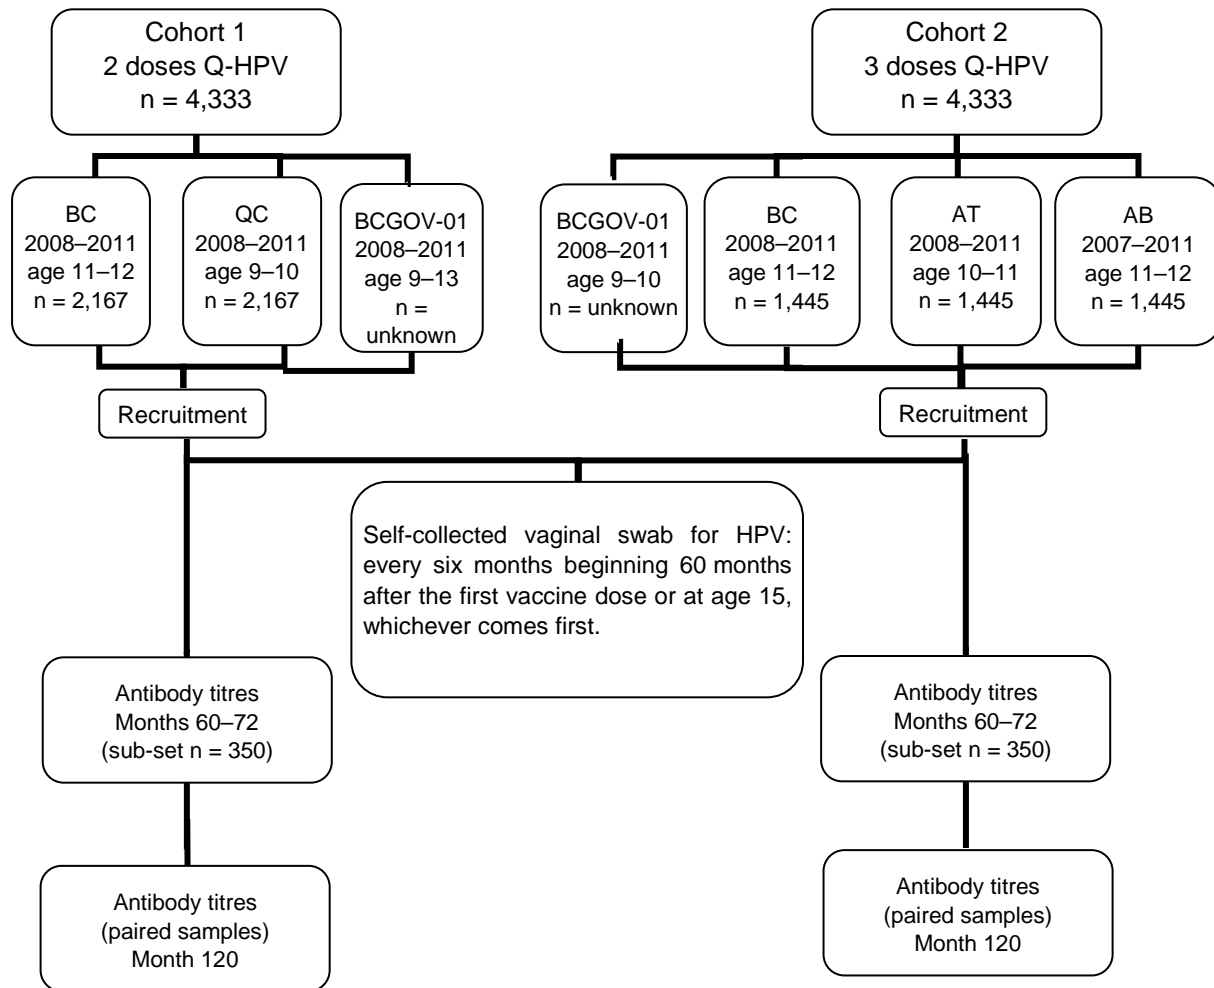 Cohort 1
2 doses Q-HPV
n = 4,333
Cohort 2
3 doses Q-HPV
n = 4,333
BC
2008–2011
age 11–12
n = 2,167
QC
2008–2011
age 9–10
n = 2,167
BCGOV-01
2008–2011
age 9–13
n =
unknown
BCGOV-01
2008–2011
age 9–10
n = unknown
BC
2008–2011
age 11–12
n = 1,445
AT
2008–2011
age 10–11
n = 1,445
AB
2007–2011
age 11–12
n = 1,445
Recruitment
Recruitment
Self-collected vaginal swab for HPV:
every six months beginning 60 months
after the first vaccine dose or at age 15,
whichever comes first.
Antibody titres
Months 60–72
(sub-set n = 350)
Antibody titres
Months 60–72
(sub-set n = 350)
Antibody titres
(paired samples)
Month 120
Antibody titres
(paired samples)
Month 120